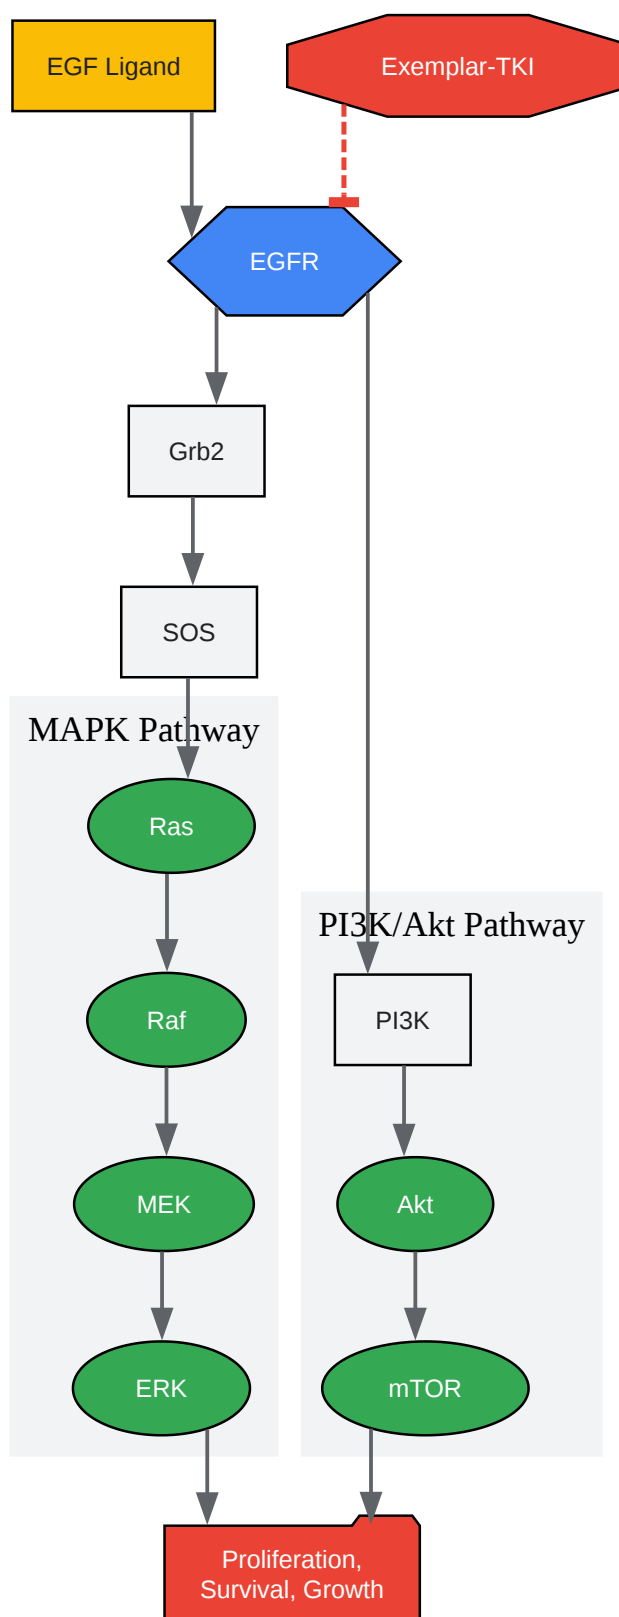 EGF Ligand
Exemplar-TKI
EGFR
Grb2
SOS
MAPK Pathway
Ras
Raf
MEK
ERK
PI3K/Akt Pathway
PI3K
Akt
mTOR
Proliferation,
Survival, Growth